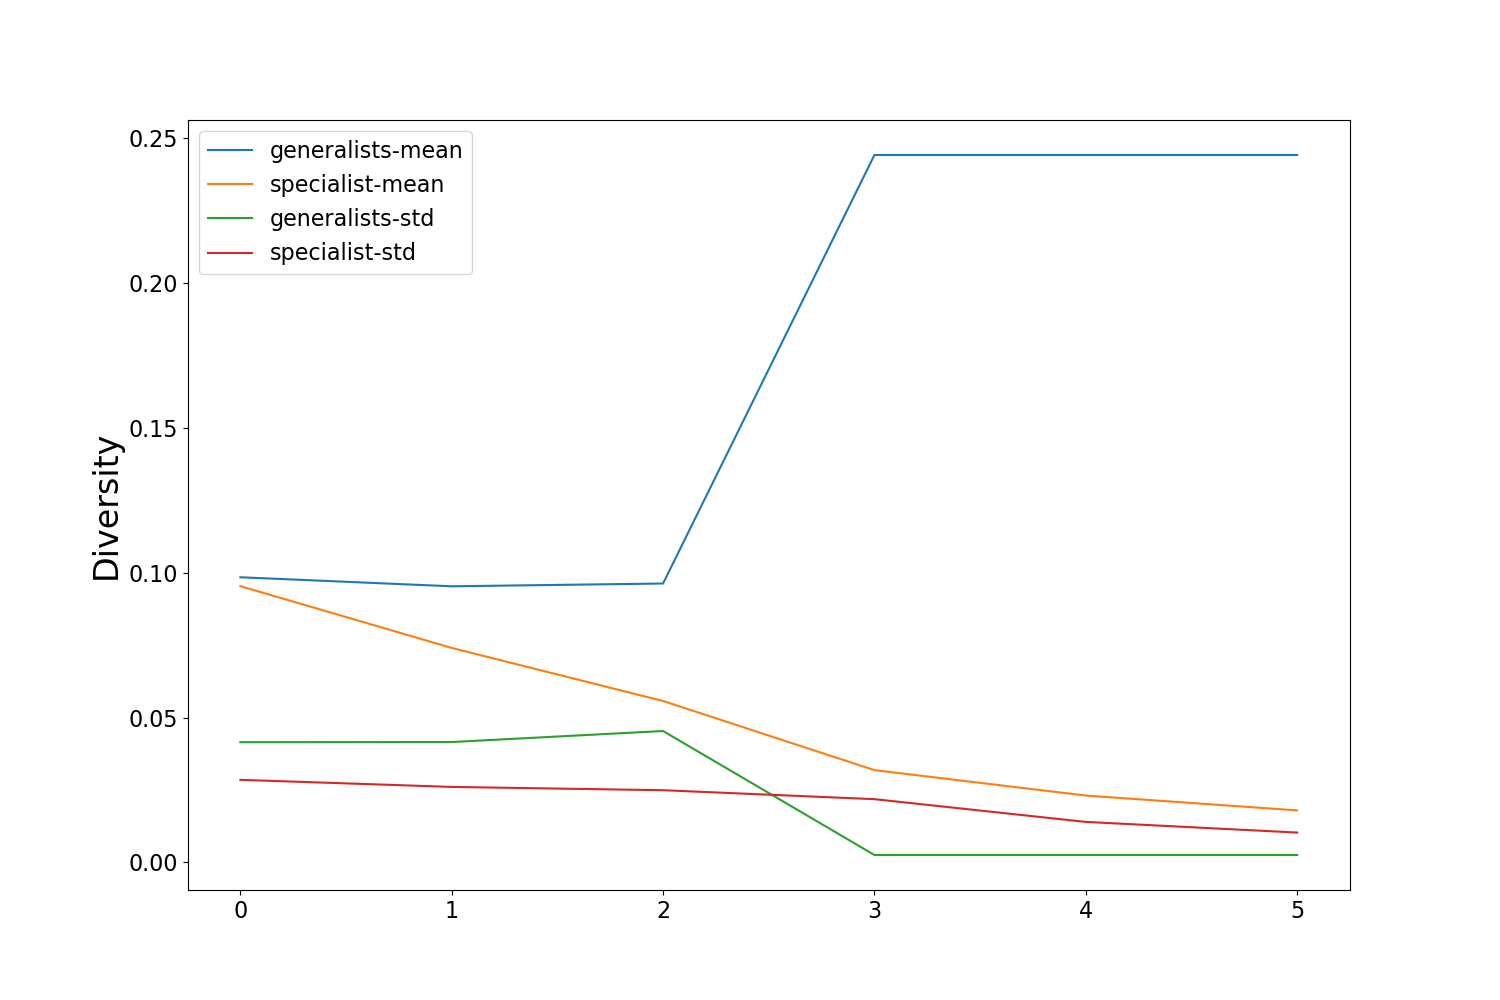 generalists-mean
specialist-mean
generalists-std
specialist-std
0.25
0.20
0.15
0.10
0.05
0.00
Diversity
0 1 2 3 4 5